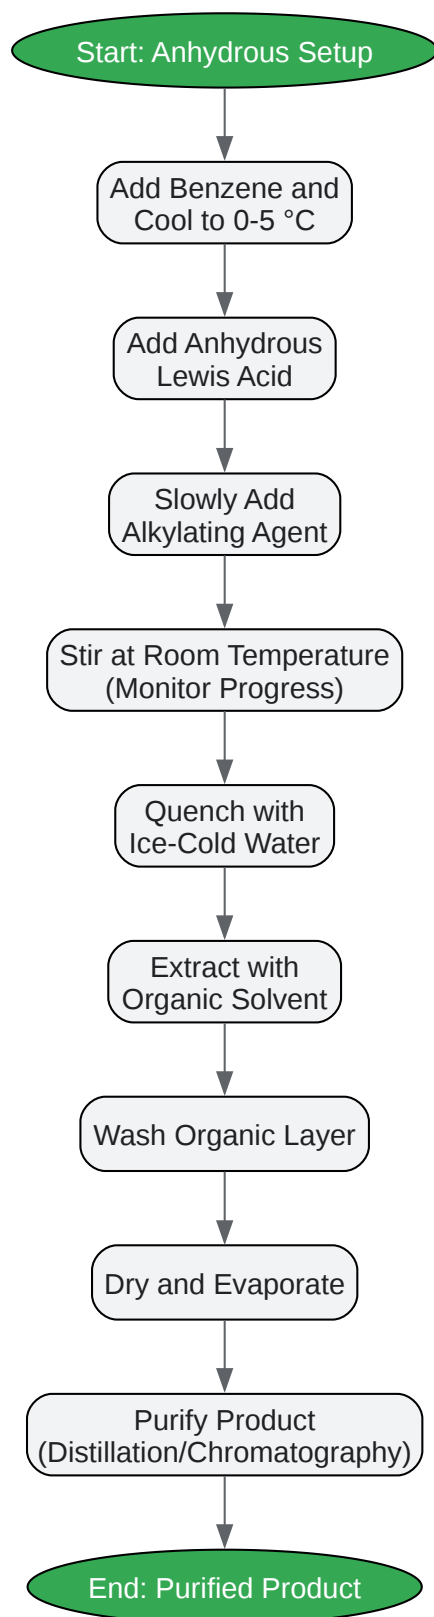 Start: Anhydrous Setup
Add Benzene and
Cool to 0-5 °C
Add Anhydrous
Lewis Acid
Slowly Add
Alkylating Agent
Stir at Room Temperature
(Monitor Progress)
Quench with
Ice-Cold Water
Extract with
Organic Solvent
Wash Organic Layer
Dry and Evaporate
Purify Product
(Distillation/Chromatography)
End: Purified Product